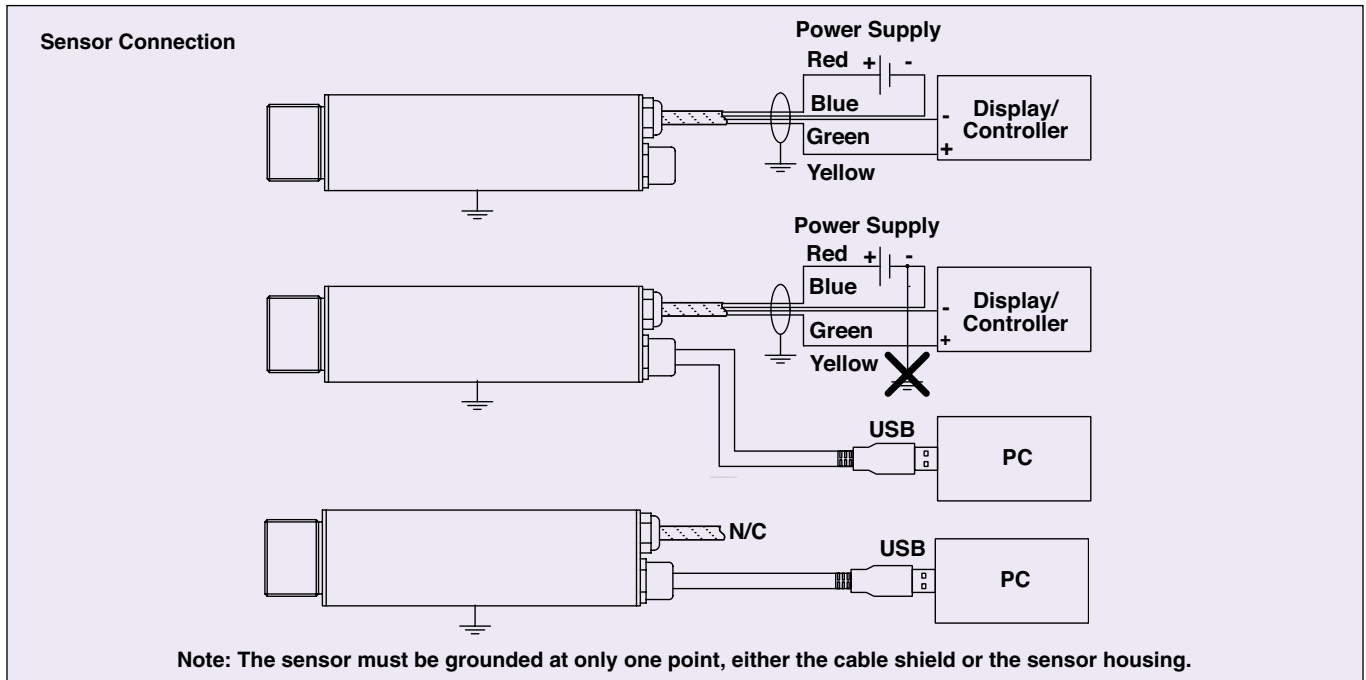 Sensor Connection
Power Supply
Red + -
Blue
Green
Yellow
-
+
Display/
Controller
Power Supply
Red + -
Blue
Green
Yellow
-
+
Display/
Controller
USB
PC
N/C
USB
PC
Note: The sensor must be grounded at only one point, either the cable shield or the sensor housing.